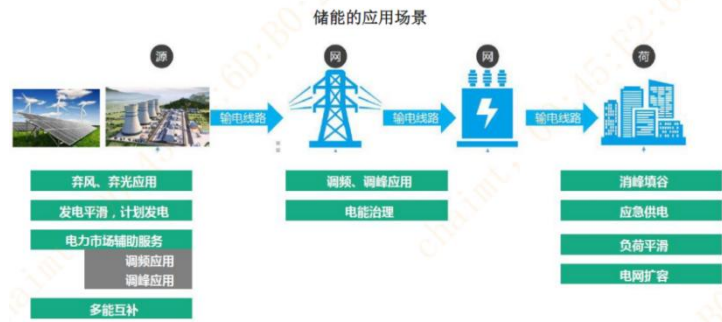 储能的应用场景
源
网
网
荷
输电线路
输电线路
输电线路
弃风、弃光应用
发电平滑，计划发电
电力市场辅助服务
调频应用
调峰应用
多能互补
调频、调峰应用
电能治理
消峰填谷
应急供电
负荷平滑
电网扩容